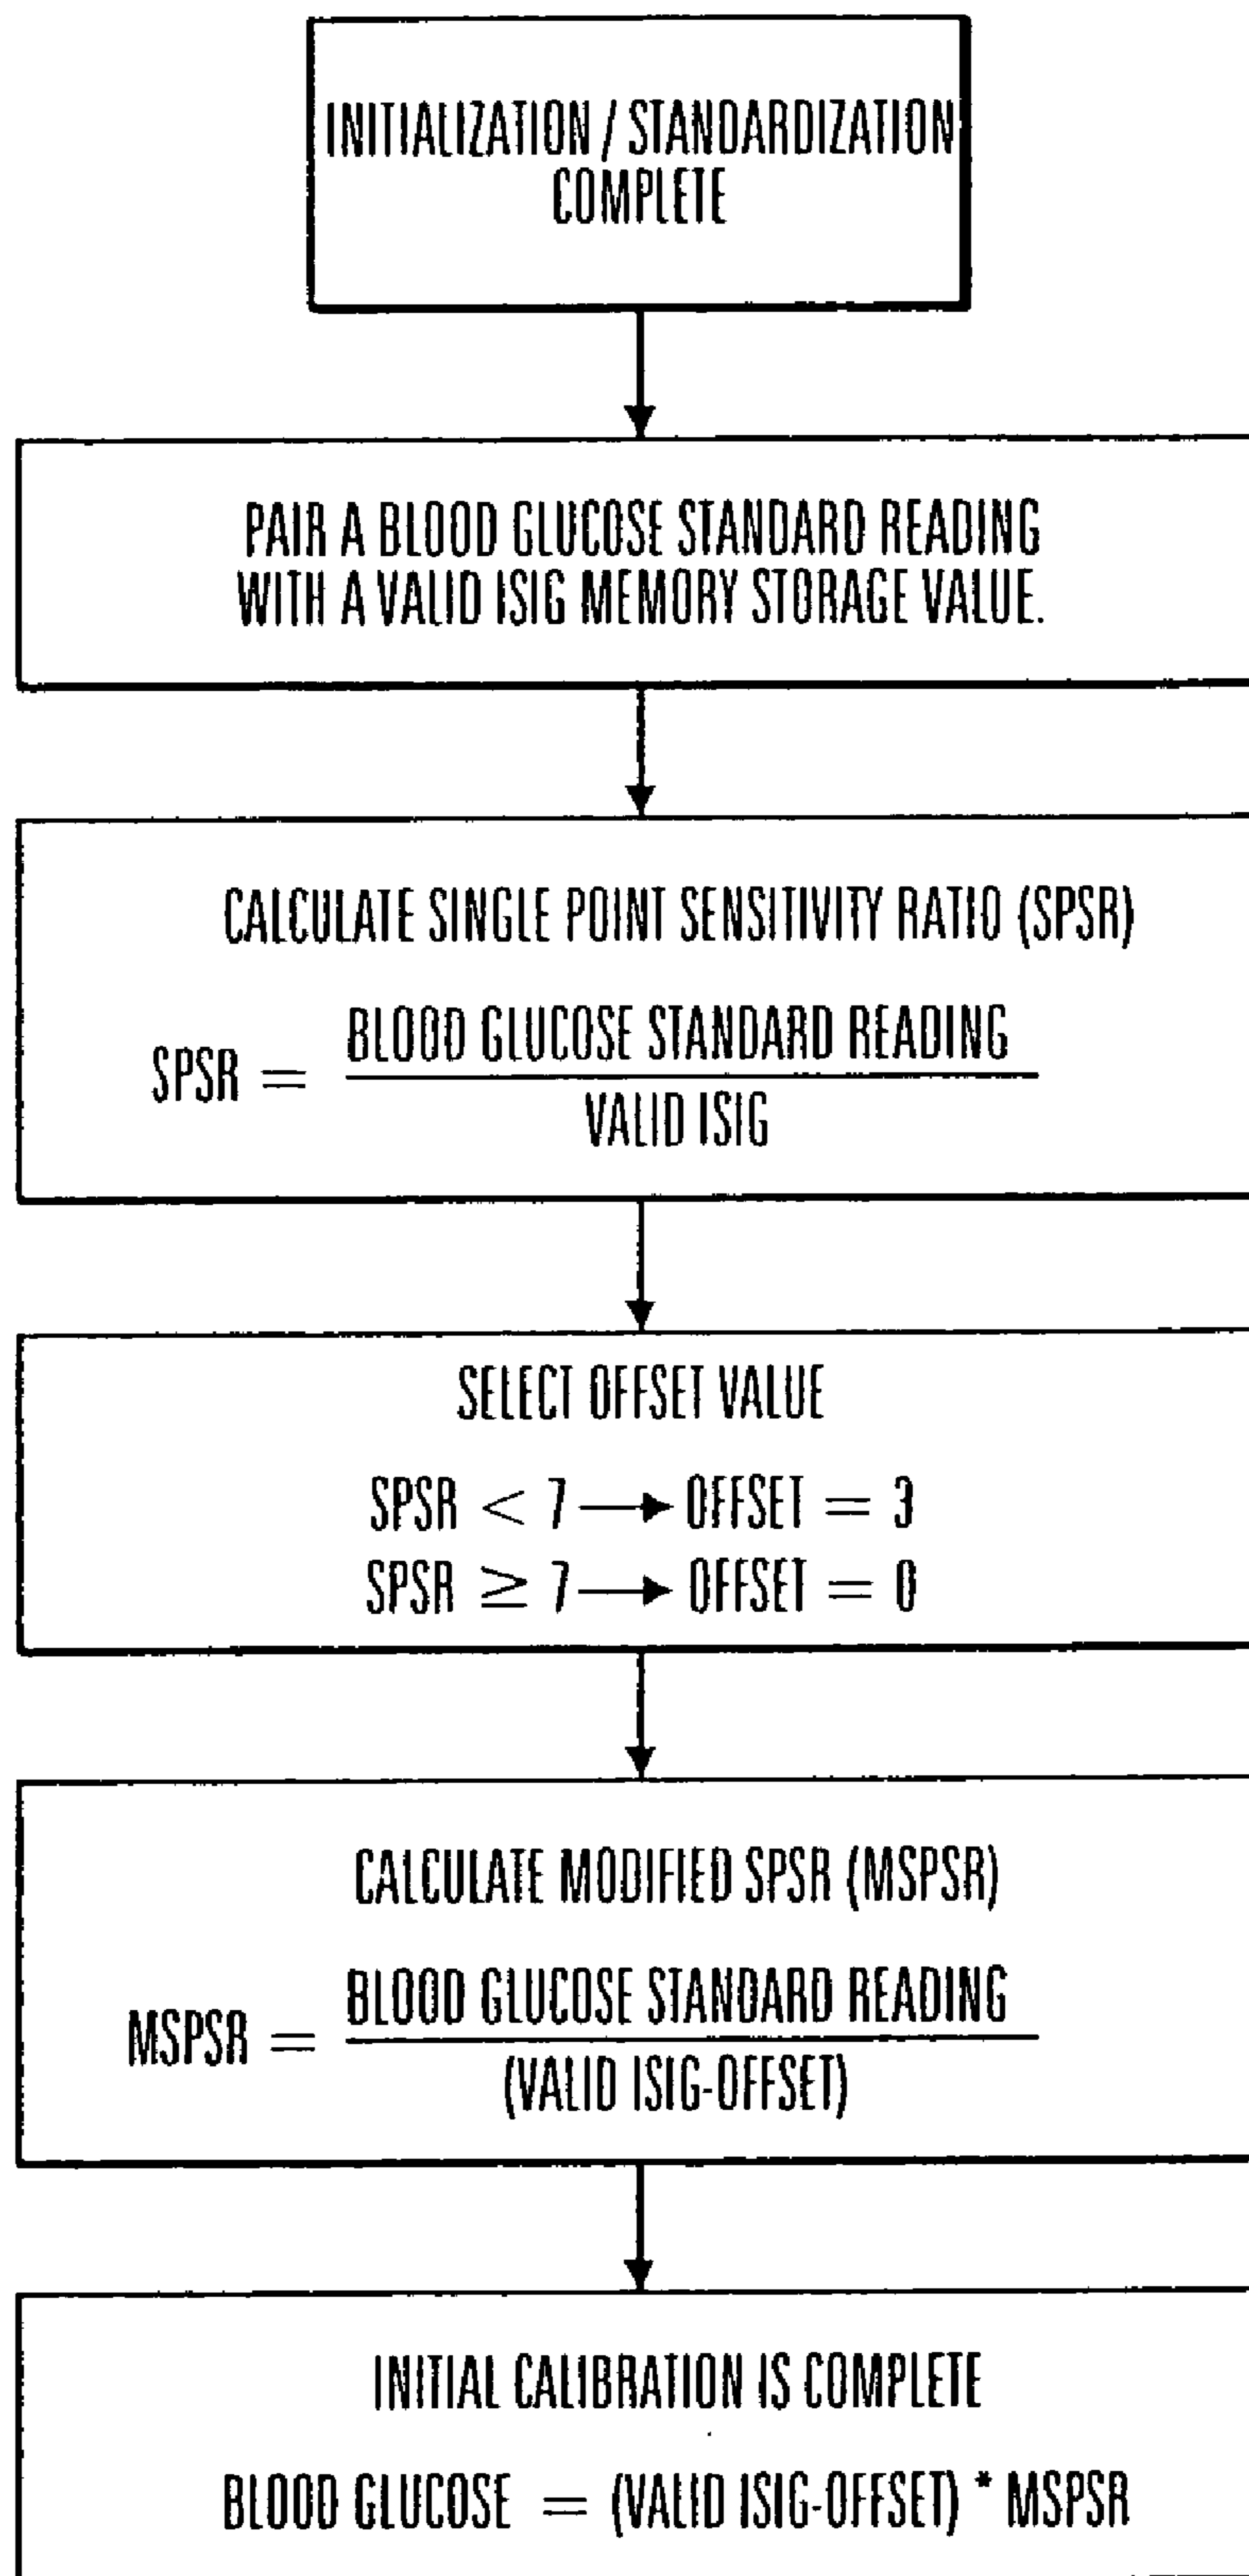 INITIALIZATION / STANDARDIZATION
COMPLETE
PAIR A BLOOD GLUCOSE STANDARD READING
WITH A VALID ISIG MEMORY STORAGE VALUE.
CALCULATE SINGLE POINT SENSITIVITY RATIO (SPSR)
BLOOD GLUCOSE STANDARD READING
SPSR =
VALID ISIG
SELECT OFFSET VALUE
SPSR < 7 → OFFSET = 3
SPSR ≥ 7 → OFFSET = 0
CALCULATE MODIFIED SPSR (MSPSR)
BLOOD GLUCOSE STANDARD READING
MSPSR =
(VALID ISIG-OFFSET)
INITIAL CALIBRATION IS COMPLETE
BLOOD GLUCOSE = (VALID ISIG-OFFSET) * MSPSR